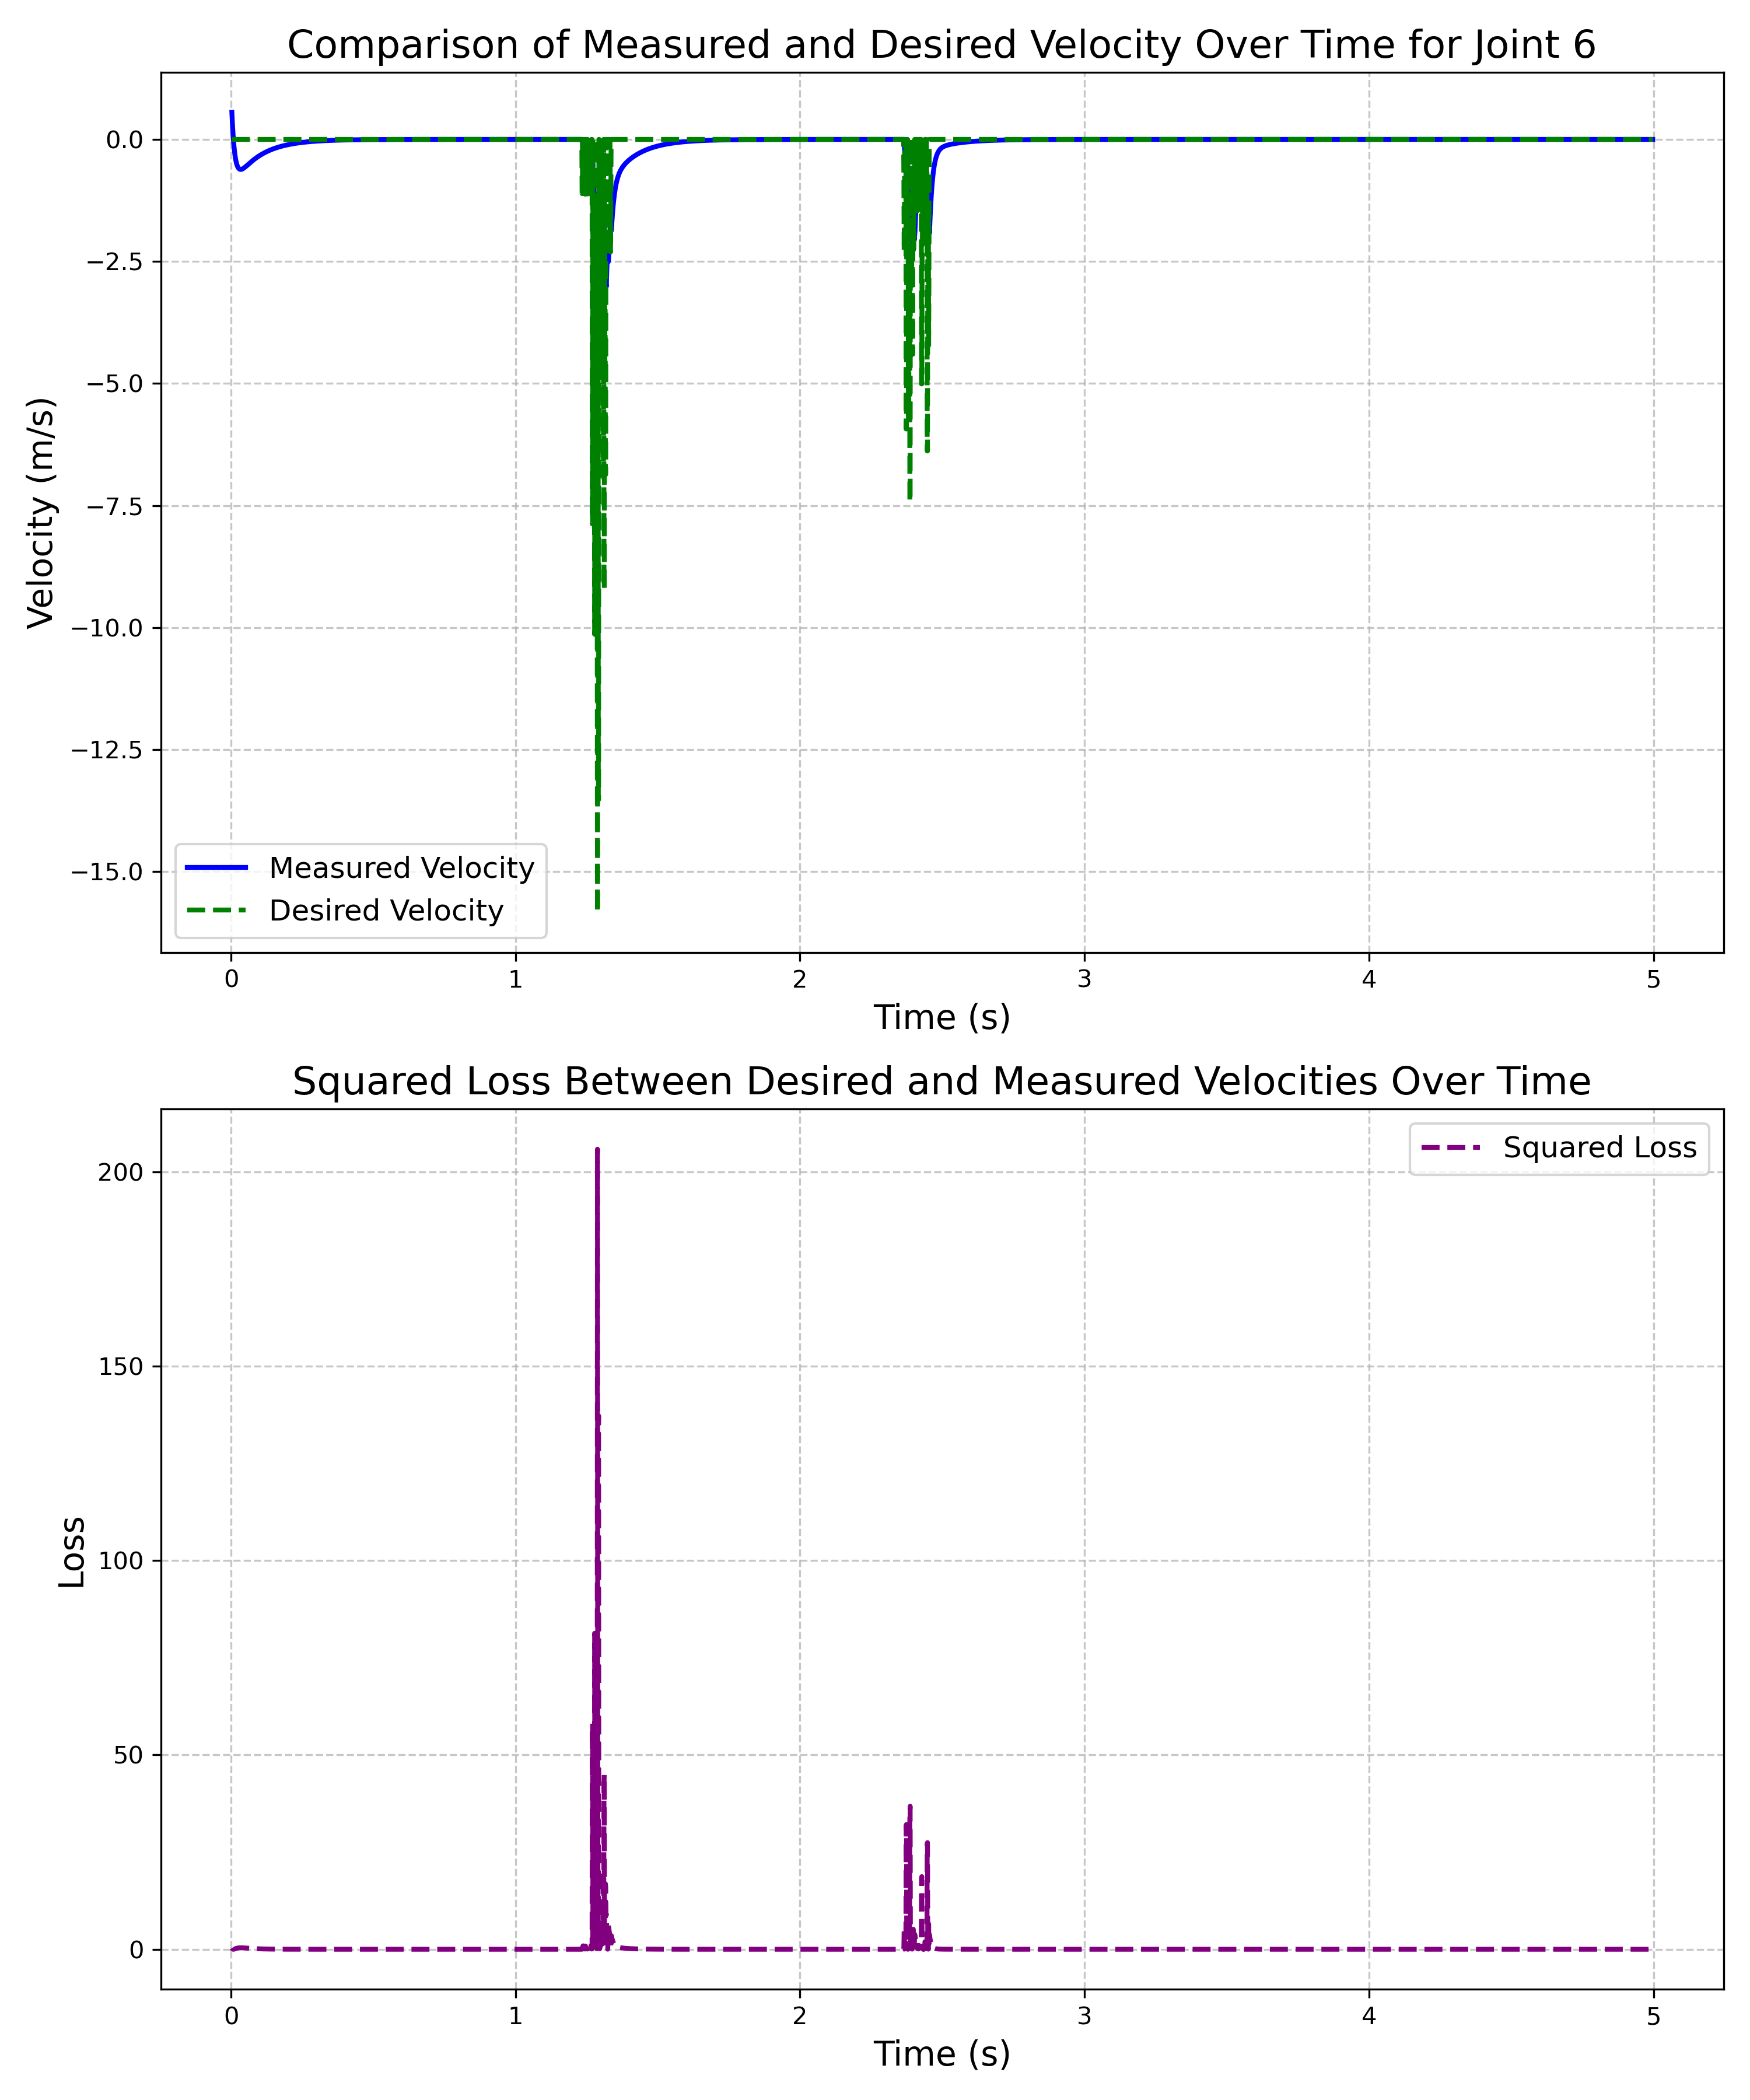 Comparison of Measured and Desired Velocity Over Time for Joint 6
0.0
−2.5
−5.0
−7.5
−10.0
−12.5
−15.0
Velocity (m/s)
Measured Velocity
Desired Velocity
0 1 2 3 4 5
Time (s)
Squared Loss Between Desired and Measured Velocities Over Time
Squared Loss
200
150
100
50
0
Loss
0 1 2 3 4 5
Time (s)